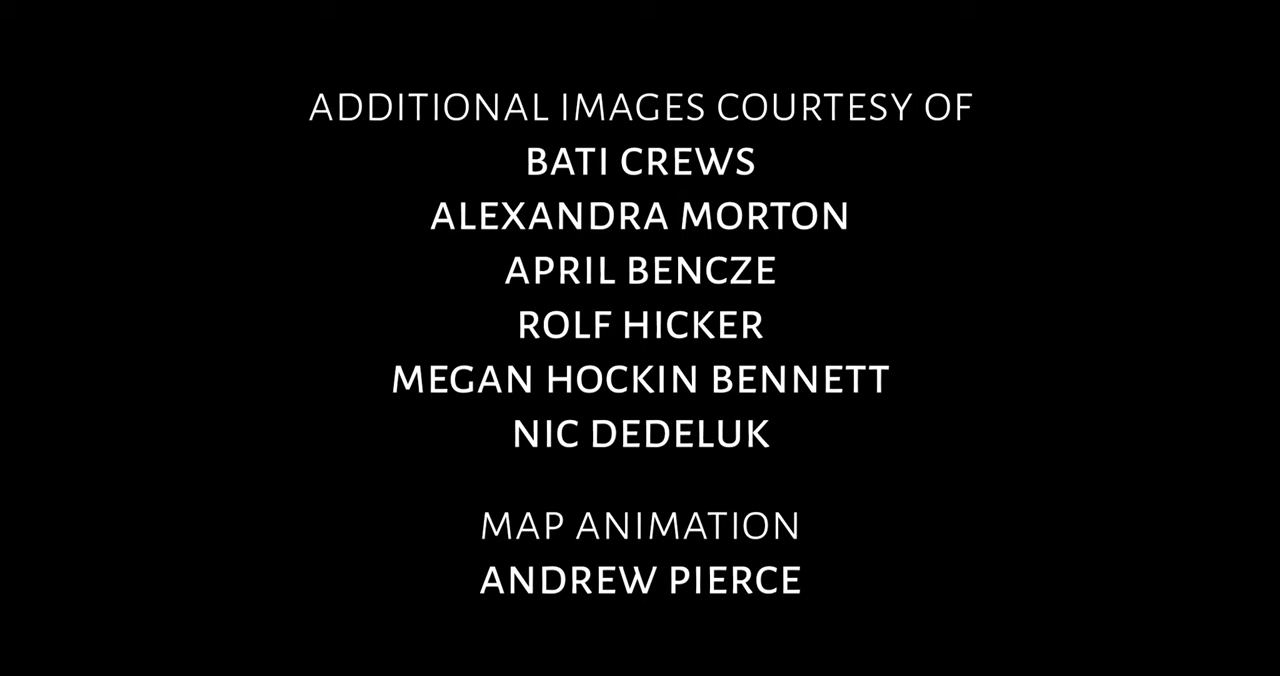 ADDITIONAL IMAGES COURTESY OF
BATI CREWS
ALEXANDRA MORTON
APRIL BENCZE
ROLF HICKER
MEGAN HOCKIN BENNETT
NIC DEDELUK
MAP ANIMATION
ANDREW PIERCE